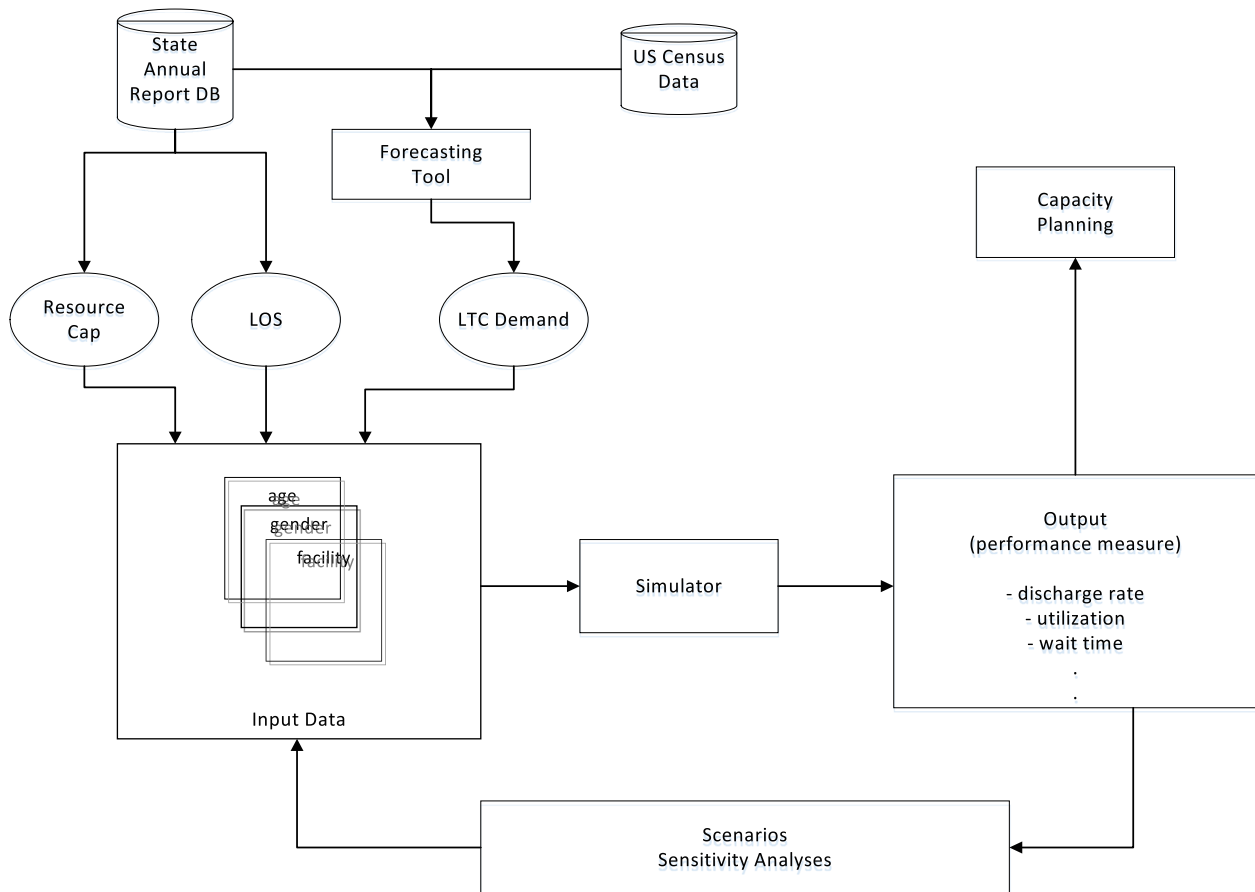 State
Annual
Report DB
US Census
Data
Forecasting
Tool
Capacity
Planning
Resource
Cap
LOS
LTC Demand
age
gender
facility
Input Data
Simulator
Output
(performance measure)
- discharge rate
- utilization
- wait time
.
.
Scenarios
Sensitivity Analyses